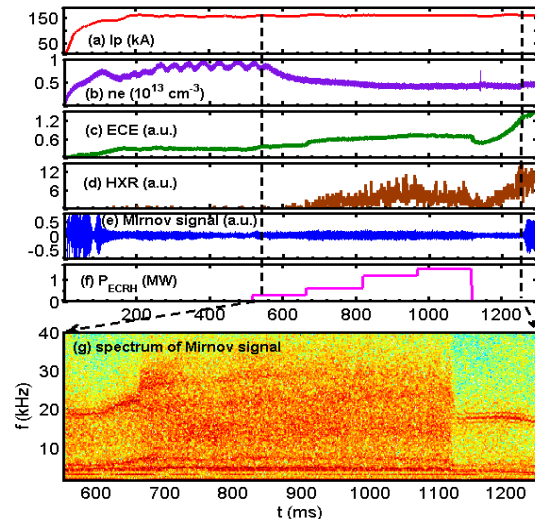 150
50
(a) Ip (kA)
1
0.5
(b) ne (10¹³ cm⁻³)
1.2
0.6
(c) ECE (a.u.)
12
6
(d) HXR (a.u.)
0.5
0
-0.5
(e) Mirnov signal (a.u.)
1
0
(f) P_ECRH (MW)
200 400 600 800 1000 1200
40
30
20
10
f (kHz)
(g) spectrum of Mirnov signal
600 700 800 900 1000 1100 1200
t (ms)